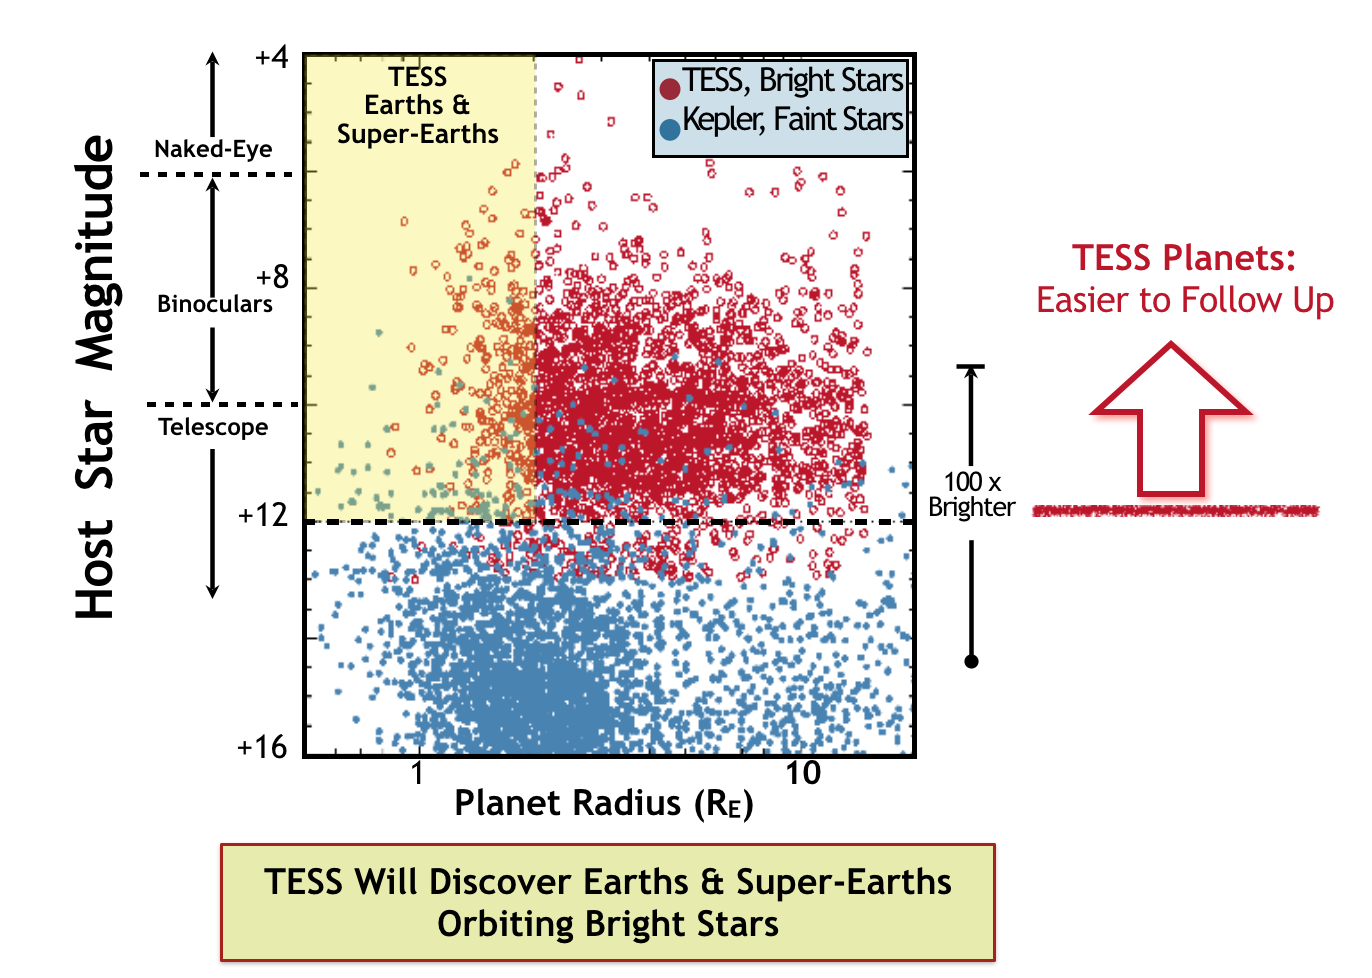 +4
+8
+12
+16
Host Star Magnitude
Naked-Eye
Binoculars
Telescope
TESS
Earths &
Super-Earths
TESS, Bright Stars
Kepler, Faint Stars
1
10
Planet Radius (RE)
100 x
Brighter
TESS Planets:
Easier to Follow Up
TESS Will Discover Earths & Super-Earths
Orbiting Bright Stars